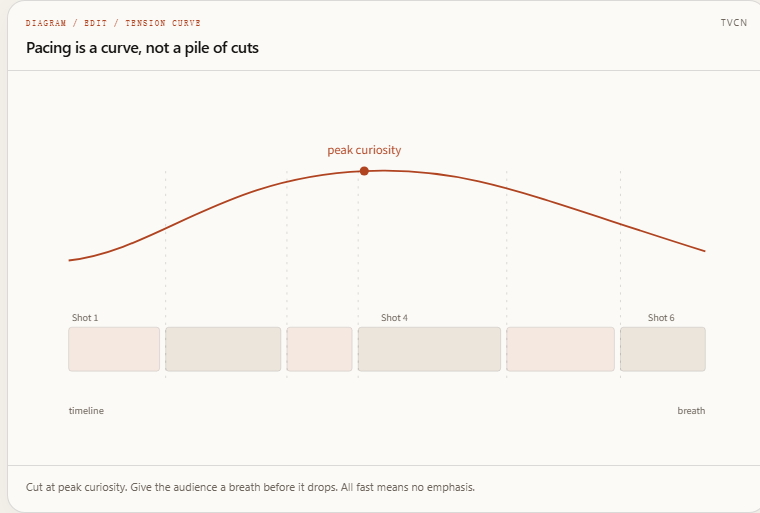 DIAGRAM / EDIT / TENSION CURVE
TVCN
Pacing is a curve, not a pile of cuts
peak curiosity
Shot 1
Shot 4
Shot 6
timeline
breath
Cut at peak curiosity. Give the audience a breath before it drops. All fast means no emphasis.